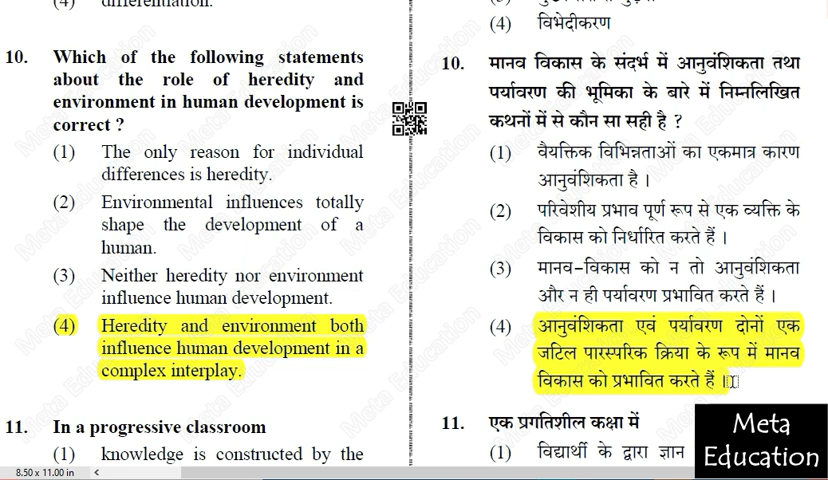 (4) differentiation.
10. Which of the following statements
about the role of heredity and
environment in human development is
correct ?
(1) The only reason for individual
differences is heredity.
(2) Environmental influences totally
shape the development of a
human.
(3) Neither heredity nor environment
influence human development.
(4) Heredity and environment both
influence human development in a
complex interplay.
11. In a progressive classroom
(1) knowledge is constructed by the
8.50 x 11.00 in
(4) विभेदीकरण
10. मानव विकास के संदर्भ में आनुवंशिकता तथा
पर्यावरण की भूमिका के बारे में निम्नलिखित
कथनों में से कौन सा सही है ?
(1) वैयक्तिक विभिन्नताओं का एकमात्र कारण
आनुवंशिकता है ।
(2) परिवेशीय प्रभाव पूर्ण रूप से एक व्यक्ति के
विकास को निर्धारित करते हैं ।
(3) मानव-विकास को न तो आनुवंशिकता
और न ही पर्यावरण प्रभावित करते हैं ।
(4) आनुवंशिकता एवं पर्यावरण दोनों एक
जटिल पारस्परिक क्रिया के रूप में मानव
विकास को प्रभावित करते हैं ।
11. एक प्रगतिशील कक्षा में
(1) विद्यार्थी के द्वारा ज्ञान
Meta
Education